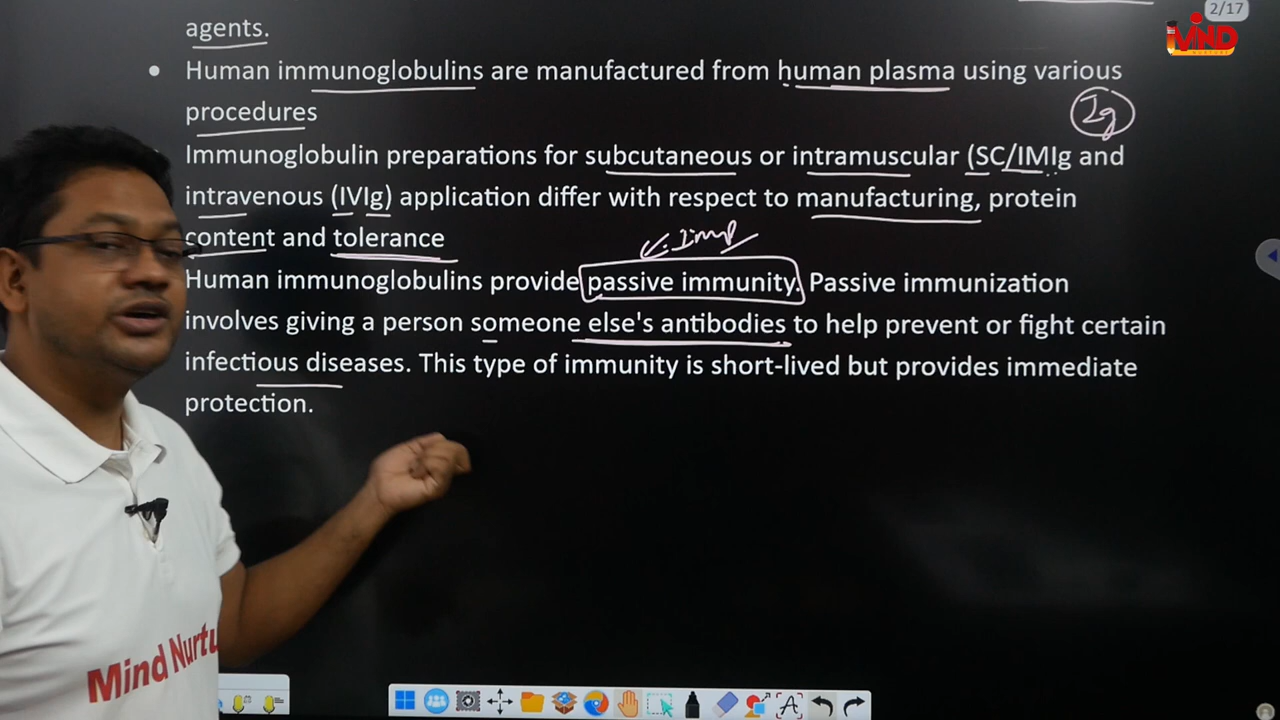 2/17
MIND
agents.
Human immunoglobulins are manufactured from human plasma using various
procedures
Ig
Immunoglobulin preparations for subcutaneous or intramuscular (SC/IMIg and
intravenous (IVIg) application differ with respect to manufacturing, protein
content and tolerance
Imp
Human immunoglobulins provide passive immunity. Passive immunization
involves giving a person someone else's antibodies to help prevent or fight certain
infectious diseases. This type of immunity is short-lived but provides immediate
protection.
Mind Nurtu
A